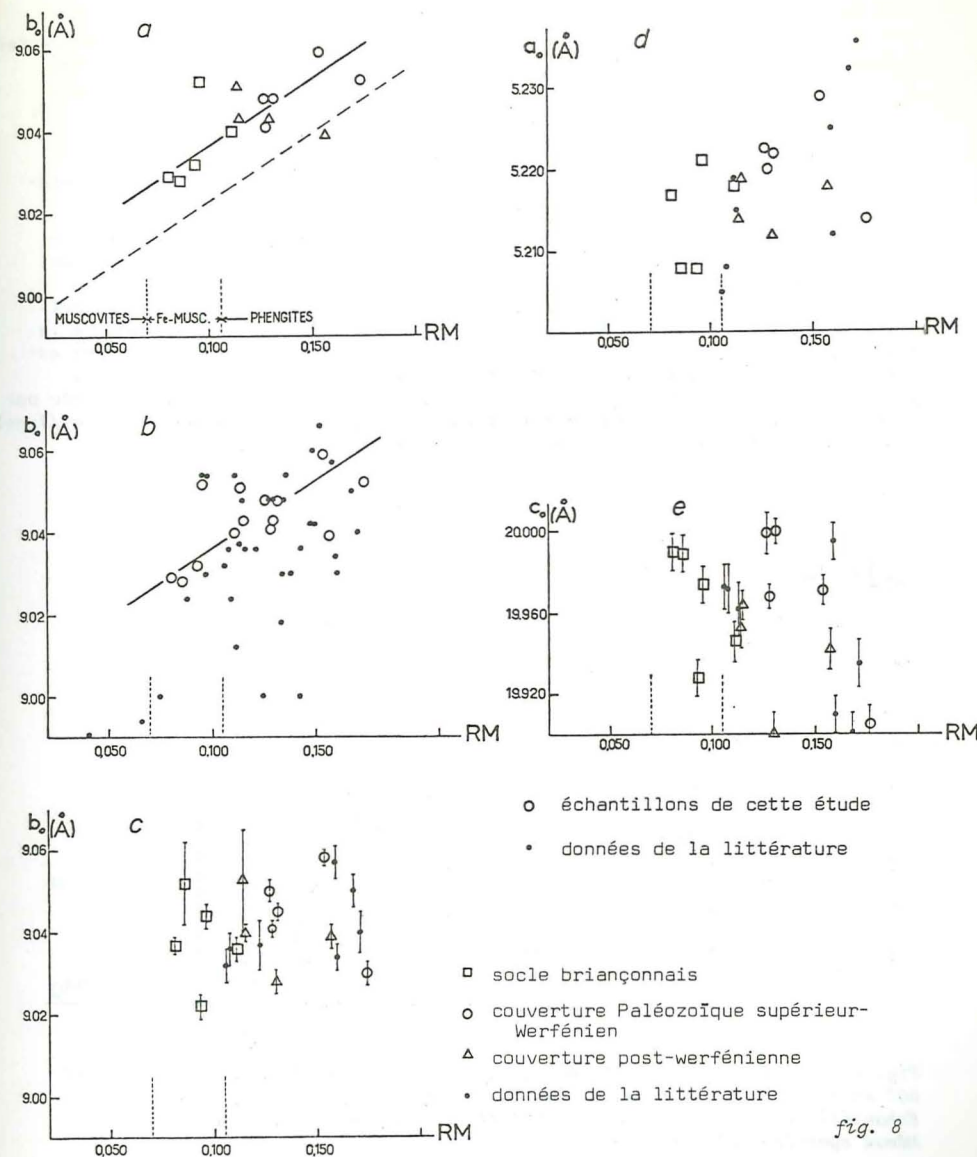 a
b₀ (Å)
9.06
9.04
9.02
9.00
MUSCOVITES
Fe-MUSC.
PHENGITES
0,050
0,100
0,150
RM
d
a₀ (Å)
5.230
5.220
5.210
0,050
0,100
0,150
RM
b
b₀ (Å)
9.06
9.04
9.02
9.00
0,050
0,100
0,150
RM
e
c₀ (Å)
20.000
19.960
19.920
0,050
0,100
0,150
RM
échantillons de cette étude
données de la littérature
c
b₀ (Å)
9.06
9.04
9.02
9.00
0,050
0,100
0,150
RM
socle briançonnais
couverture Paléozoïque supérieur-
Werfénien
couverture post-werfénienne
données de la littérature
fig. 8